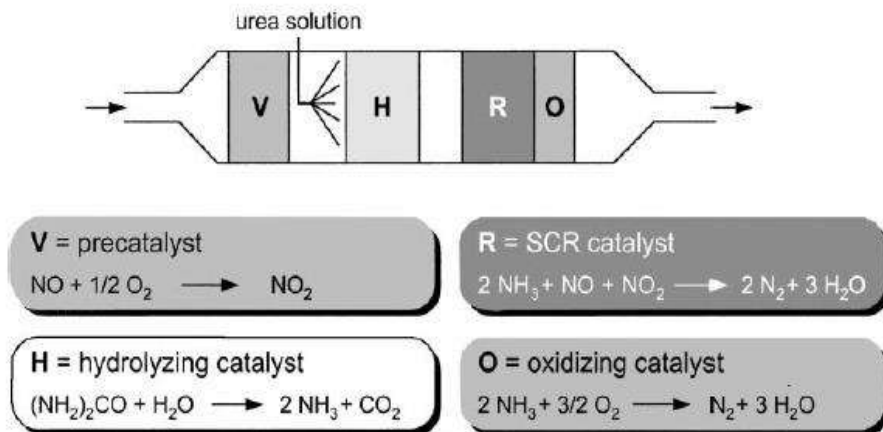 urea solution
V
H
R
O
V = precatalyst
NO + 1/2 O₂ ⟶ NO₂
R = SCR catalyst
2 NH₃ + NO + NO₂ ⟶ 2 N₂ + 3 H₂O
H = hydrolyzing catalyst
(NH₂)₂CO + H₂O ⟶ 2 NH₃ + CO₂
O = oxidizing catalyst
2 NH₃ + 3/2 O₂ ⟶ N₂ + 3 H₂O